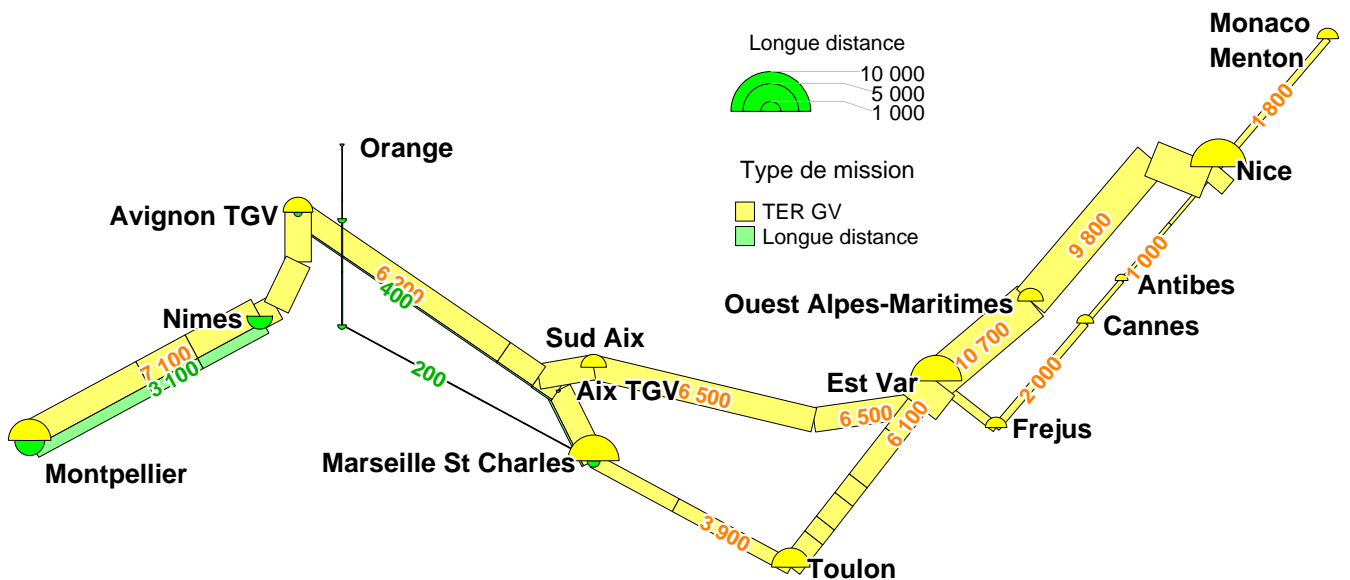 Monaco
Menton
Longue distance
10 000
5 000
1 000
1 800
Orange
Nice
Type de mission
TER GV
Longue distance
Avignon TGV
9 800
1 000
6 200
400
Antibes
Ouest Alpes-Maritimes
Nimes
Cannes
Sud Aix
10 700
7 100
3 100
200
Aix TGV
6 500
Est Var
2 000
6 500
6 100
Frejus
Marseille St Charles
Montpellier
3 900
Toulon